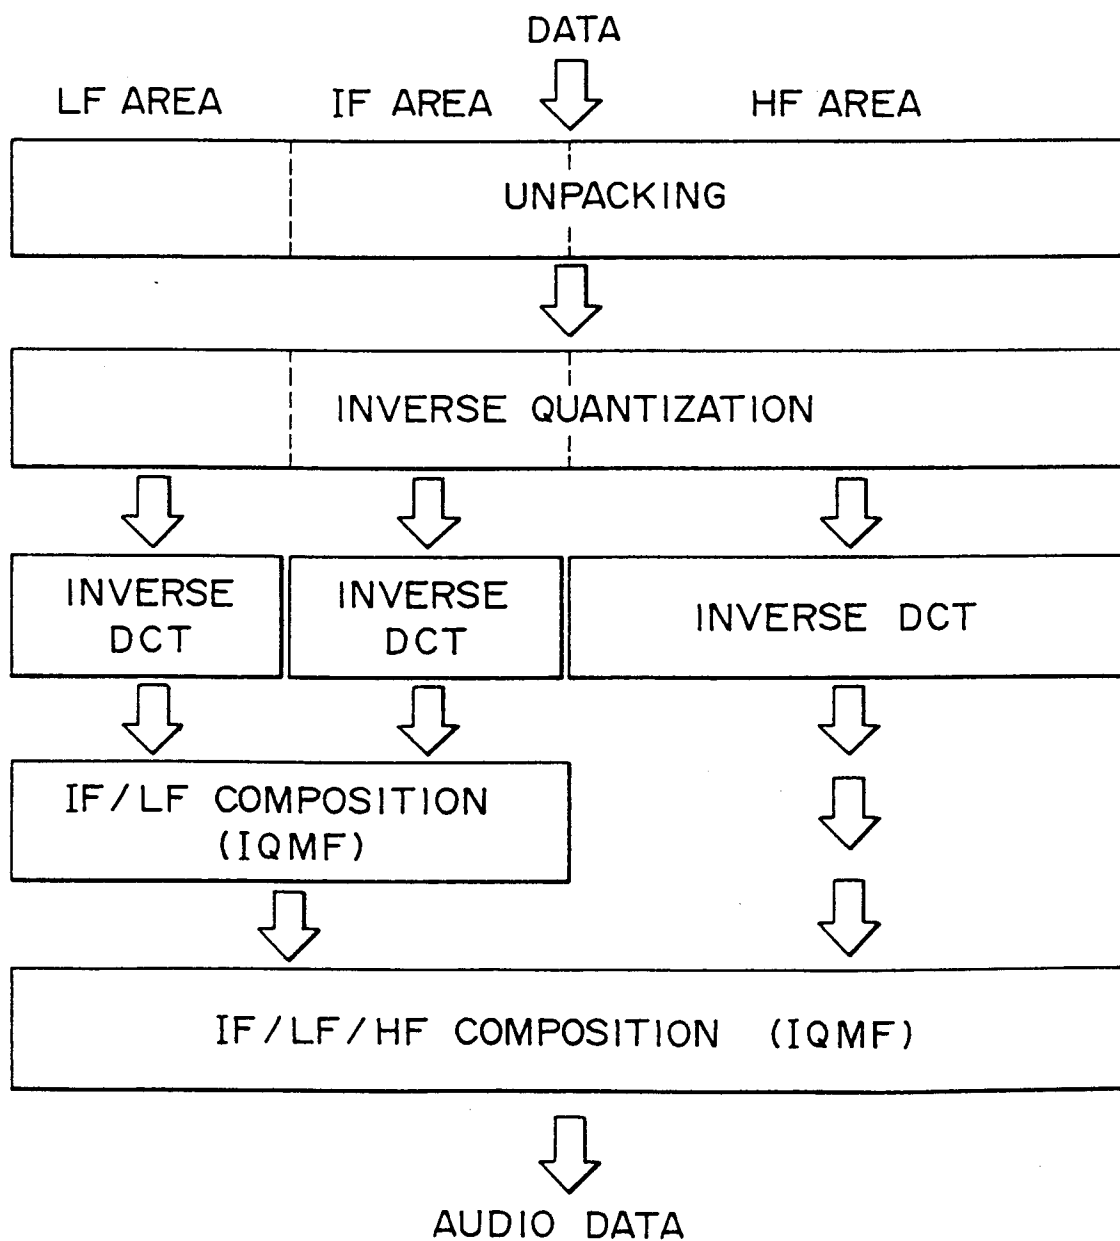 DATA
LF AREA
IF AREA
HF AREA
UNPACKING
INVERSE QUANTIZATION
INVERSE
DCT
INVERSE
DCT
INVERSE DCT
IF/LF COMPOSITION
(IQMF)
IF/LF/HF COMPOSITION (IQMF)
AUDIO DATA